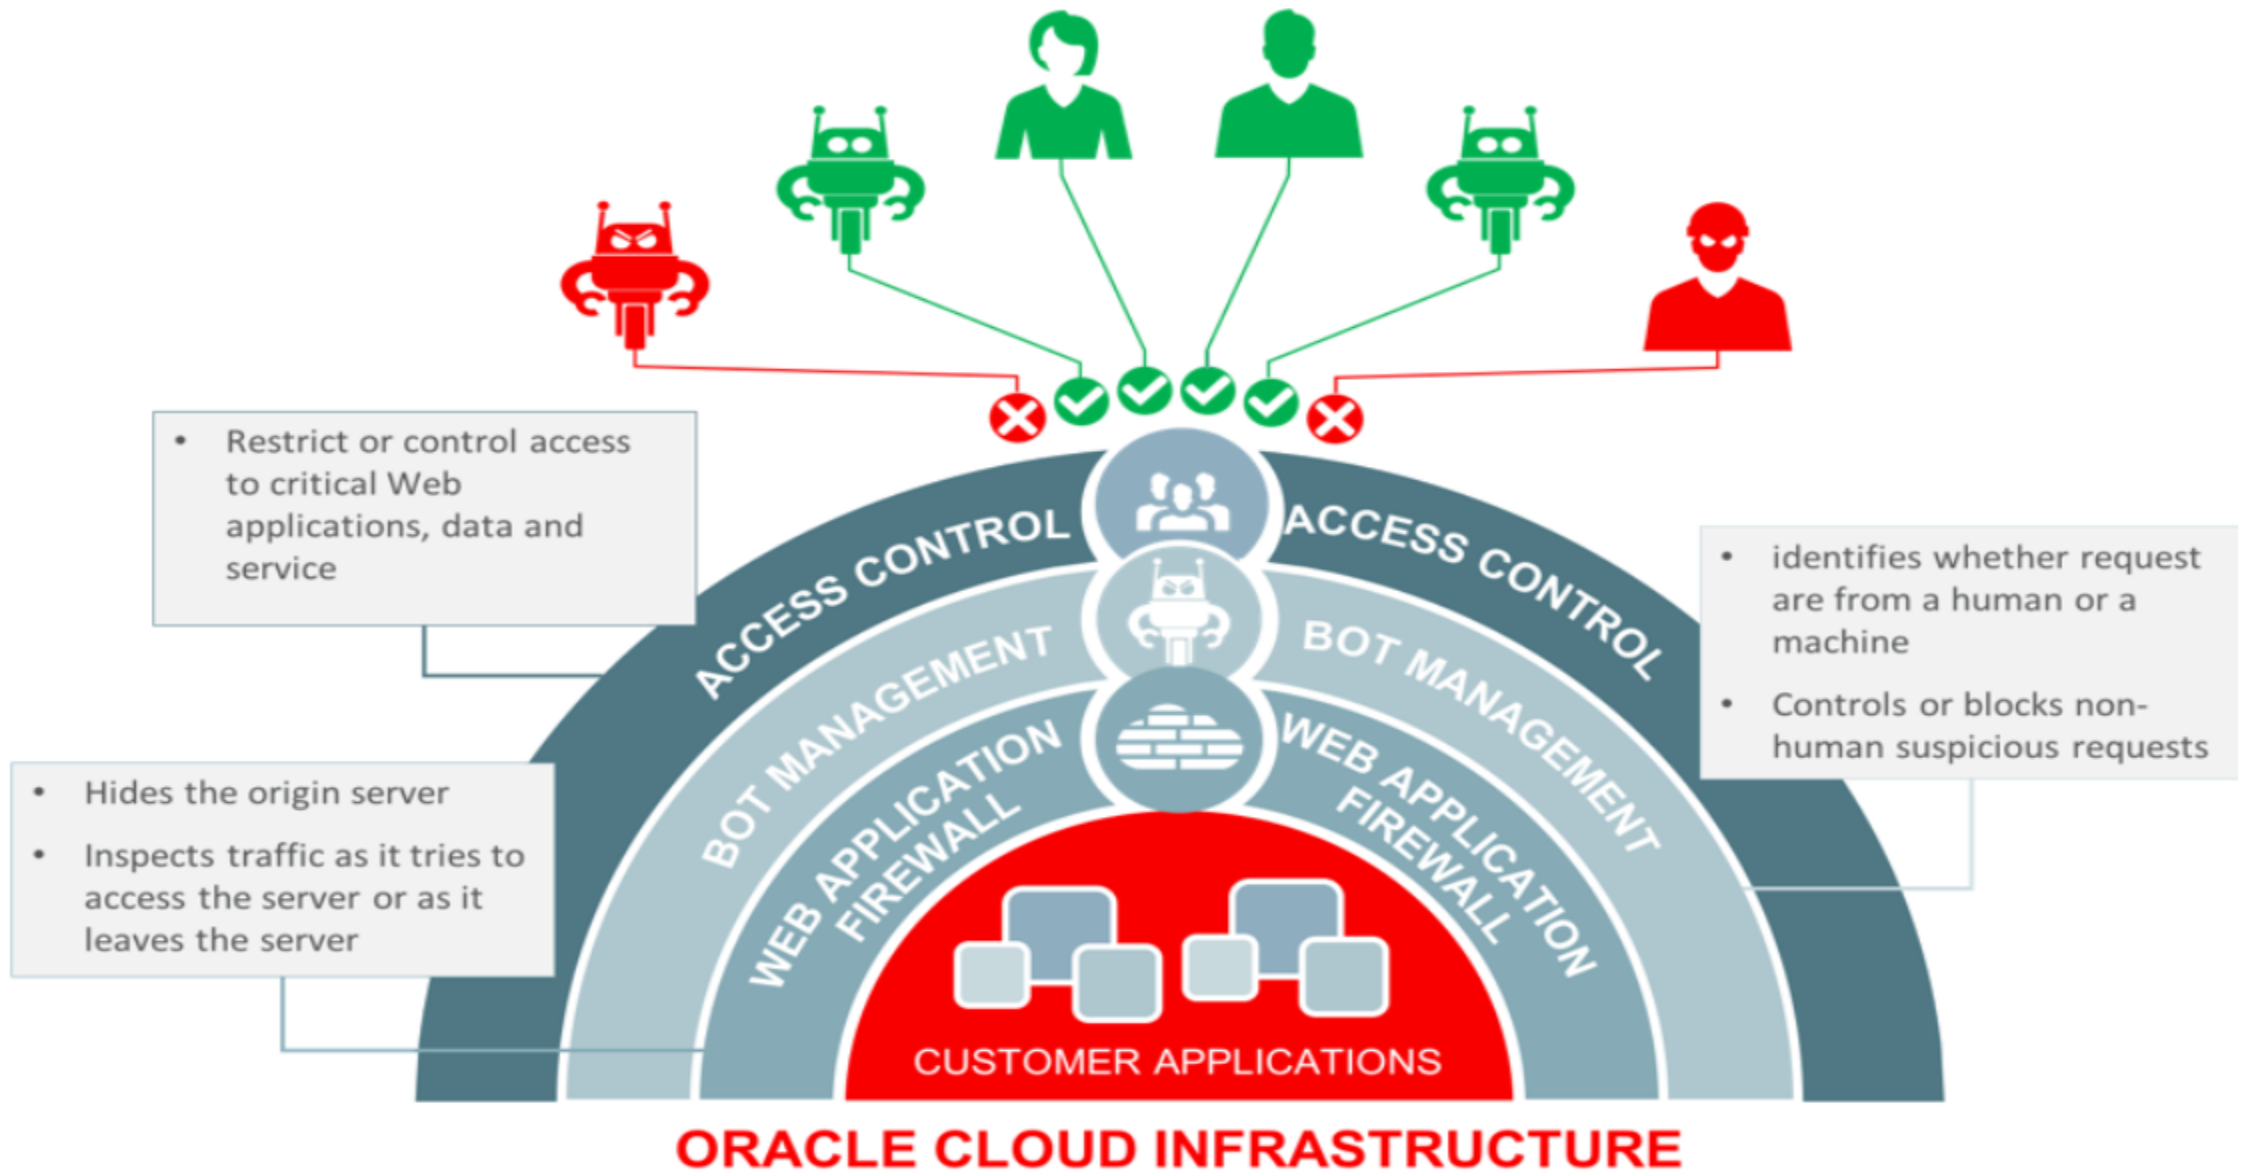 • Restrict or control access
to critical Web
applications, data and
service
ACCESS CONTROL
ACCESS CONTROL
• identifies whether request
are from a human or a
machine
• Controls or blocks non-
human suspicious requests
BOT MANAGEMENT
BOT MANAGEMENT
• Hides the origin server
• Inspects traffic as it tries to
access the server or as it
leaves the server
WEB APPLICATION
FIREWALL
WEB APPLICATION
FIREWALL
CUSTOMER APPLICATIONS
ORACLE CLOUD INFRASTRUCTURE